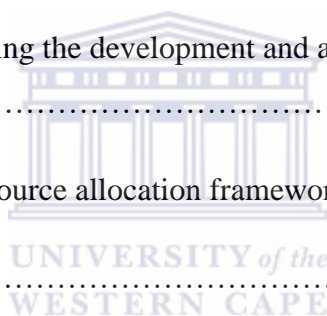 ing the development and a
................................
ource allocation framewor
UNIVERSITY of the
................................
WESTERN CAPE